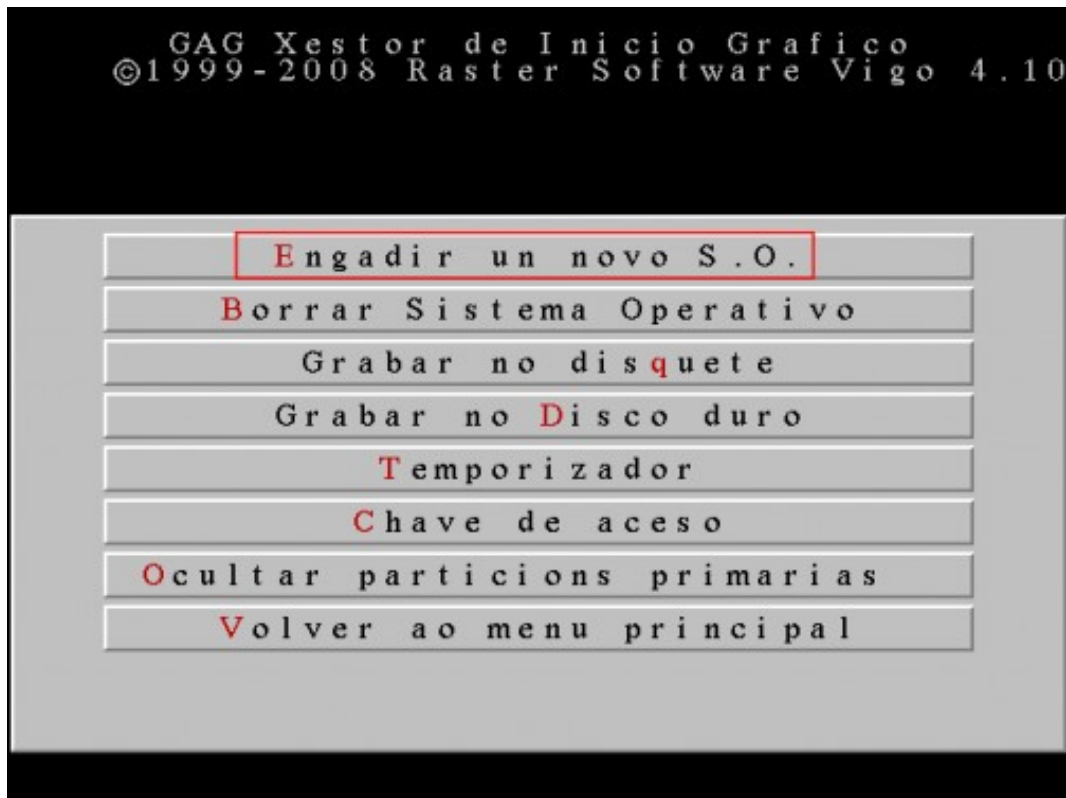 GAG Xestor de Inicio Grafico
©1999-2008 Raster Software Vigo 4.10
Engadir un novo S.O.
Borrar Sistema Operativo
Grabar no disquete
Grabar no Disco duro
Temporizador
Chave de aceso
Ocultar particions primarias
Volver ao menu principal